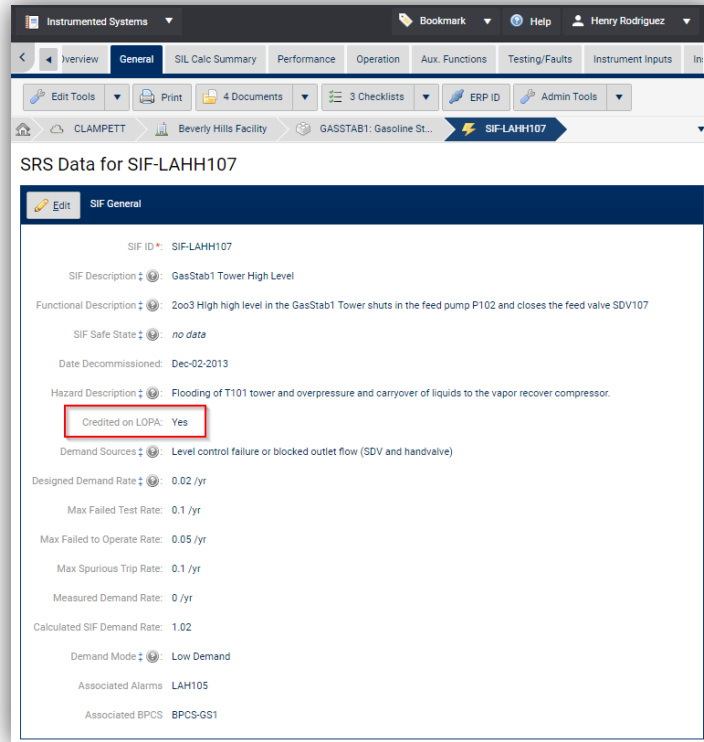 Instrumented Systems Bookmark Help Henry Rodriguez
Overview General SIL Calc Summary Performance Operation Aux. Functions Testing/Faults Instrument Inputs In
Edit Tools Print 4 Documents 3 Checklists ERP ID Admin Tools
CLAMPETT Beverly Hills Facility GASSTAB1: Gasoline St... SIF-LAHH107
SRS Data for SIF-LAHH107
Edit SIF General
SIF ID *: SIF-LAHH107
SIF Description ‡ : GasStab1 Tower High Level
Functional Description ‡ : 2oo3 HIgh high level in the GasStab1 Tower shuts in the feed pump P102 and closes the feed valve SDV107
SIF Safe State ‡ : no data
Date Decommissioned: Dec-02-2013
Hazard Description ‡ : Flooding of T101 tower and overpressure and carryover of liquids to the vapor recover compressor.
Credited on LOPA: Yes
Demand Sources ‡ : Level control failure or blocked outlet flow (SDV and handvalve)
Designed Demand Rate ‡ : 0.02 /yr
Max Failed Test Rate: 0.1 /yr
Max Failed to Operate Rate: 0.05 /yr
Max Spurious Trip Rate: 0.1 /yr
Measured Demand Rate: 0 /yr
Calculated SIF Demand Rate: 1.02
Demand Mode ‡ : Low Demand
Associated Alarms LAH105
Associated BPCS BPCS-GS1